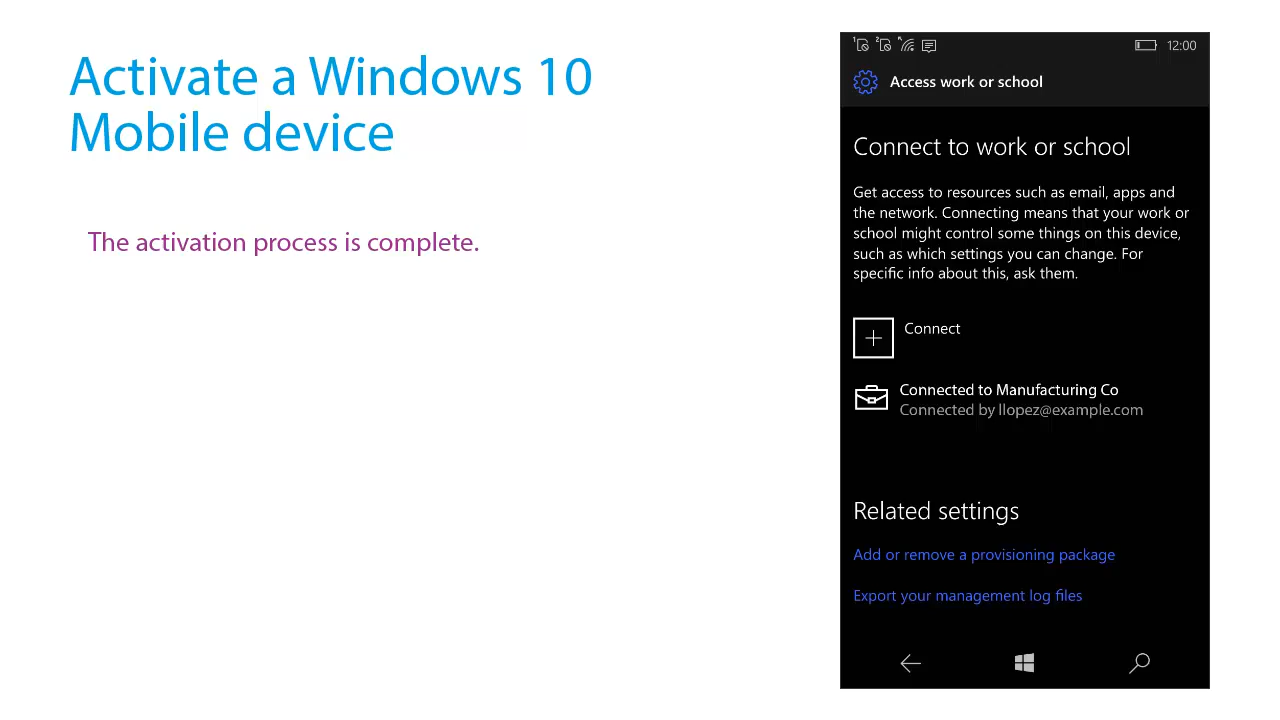 Activate a Windows 10
Mobile device
The activation process is complete.
1 2 12:00
Access work or school
Connect to work or school
Get access to resources such as email, apps and
the network. Connecting means that your work or
school might control some things on this device,
such as which settings you can change. For
specific info about this, ask them.
Connect
Connected to Manufacturing Co
Connected by llopez@example.com
Related settings
Add or remove a provisioning package
Export your management log files